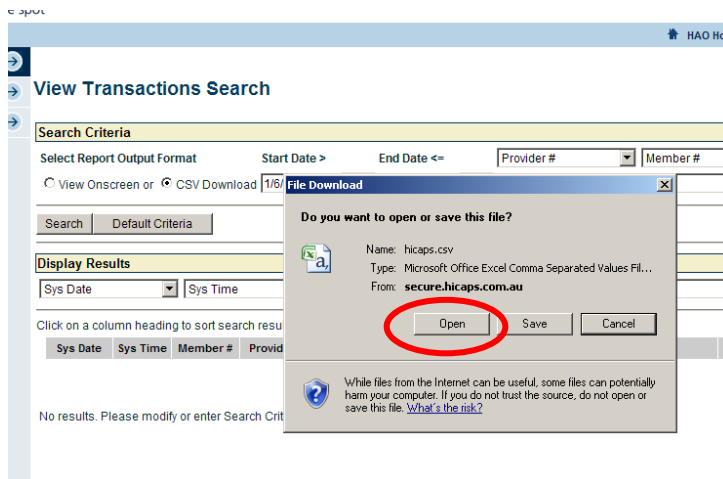 e spot
HAO Ho
View Transactions Search
Search Criteria
Select Report Output Format Start Date > End Date <= Provider # Member #
View Onscreen or CSV Download 1/6/
File Download
Do you want to open or save this file?
Search Default Criteria
Name: hicaps.csv
Type: Microsoft Office Excel Comma Separated Values Fil...
From: secure.hicaps.com.au
Open Save Cancel
Display Results
Sys Date Sys Time
Click on a column heading to sort search resu
Sys Date Sys Time Member # Provid
While files from the Internet can be useful, some files can potentially
harm your computer. If you do not trust the source, do not open or
save this file. What's the risk?
No results. Please modify or enter Search Crit